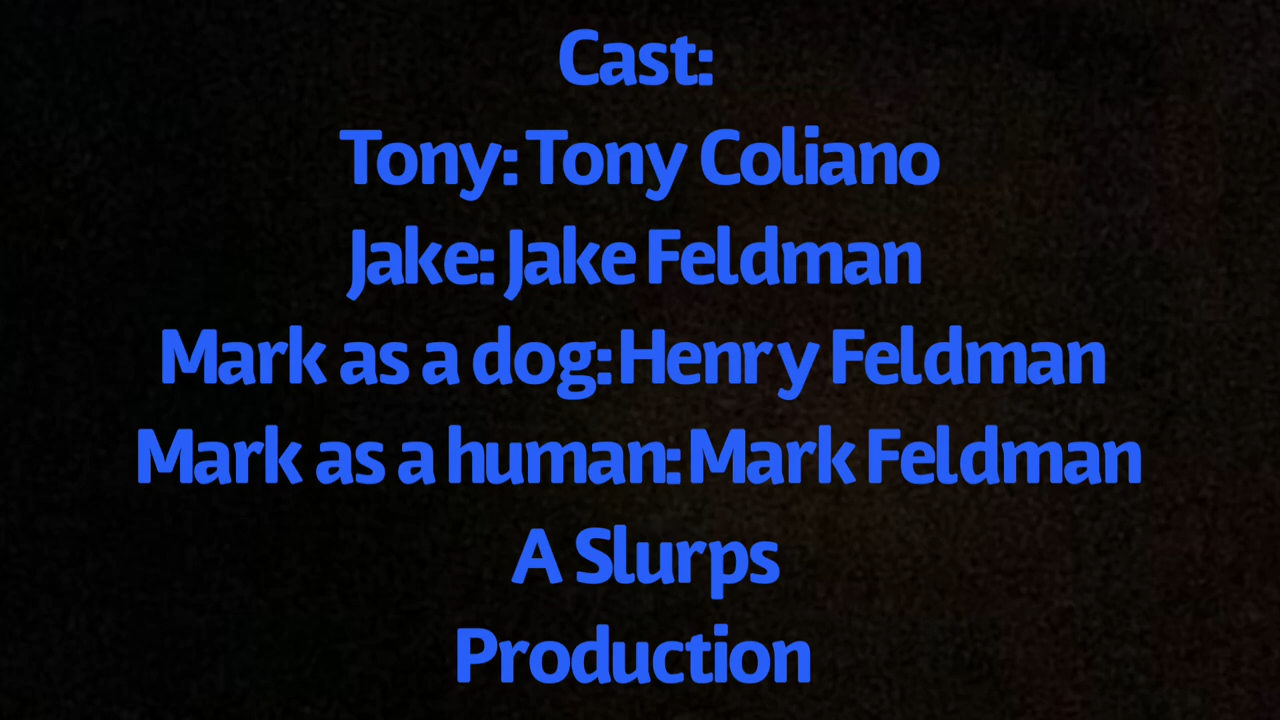 Cast:
Tony: Tony Coliano
Jake: Jake Feldman
Mark as a dog: Henry Feldman
Mark as a human: Mark Feldman
A Slurps
Production